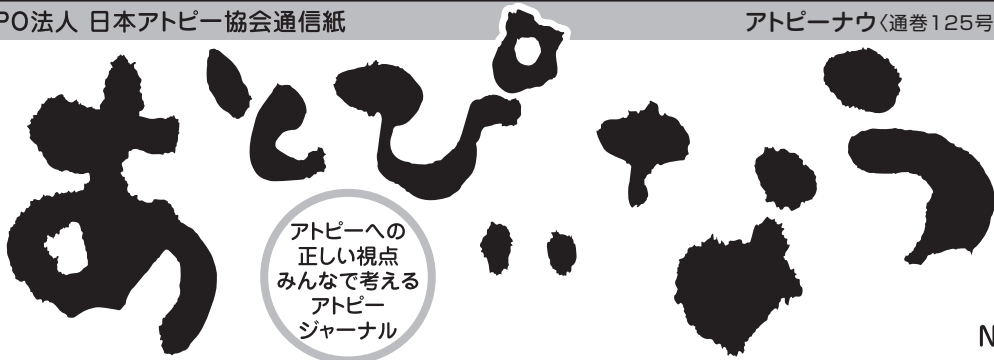 PO法人 日本アトピー協会通信紙
アトピーナウ〈通巻125号
あとぴいなう
アトピーへの
正しい視点
みんなで考える
アトピー
ジャーナル
N